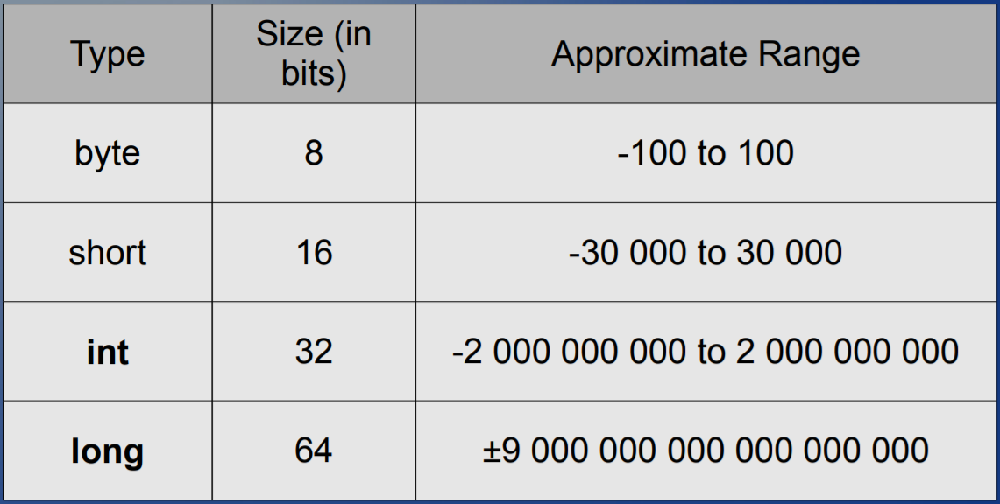 Type
Size (in
bits)
Approximate Range
byte
8
-100 to 100
short
16
-30 000 to 30 000
int
32
-2 000 000 000 to 2 000 000 000
long
64
±9 000 000 000 000 000 000